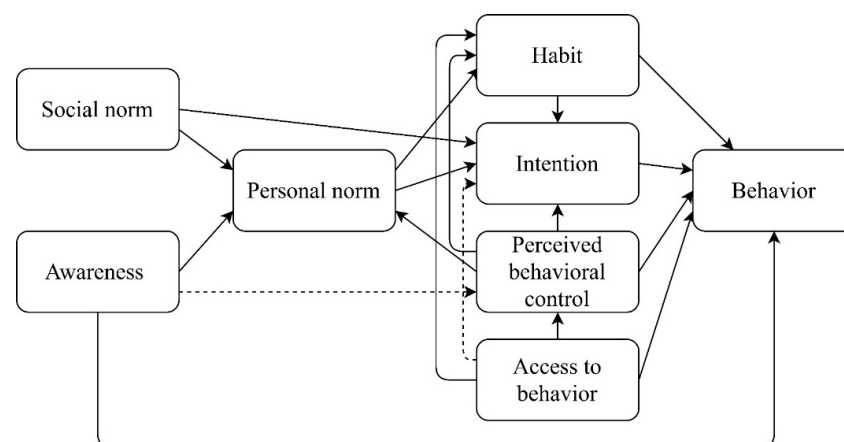 Habit
Social norm
Intention
Personal norm
Behavior
Awareness
Perceived
behavioral
control
Access to
behavior